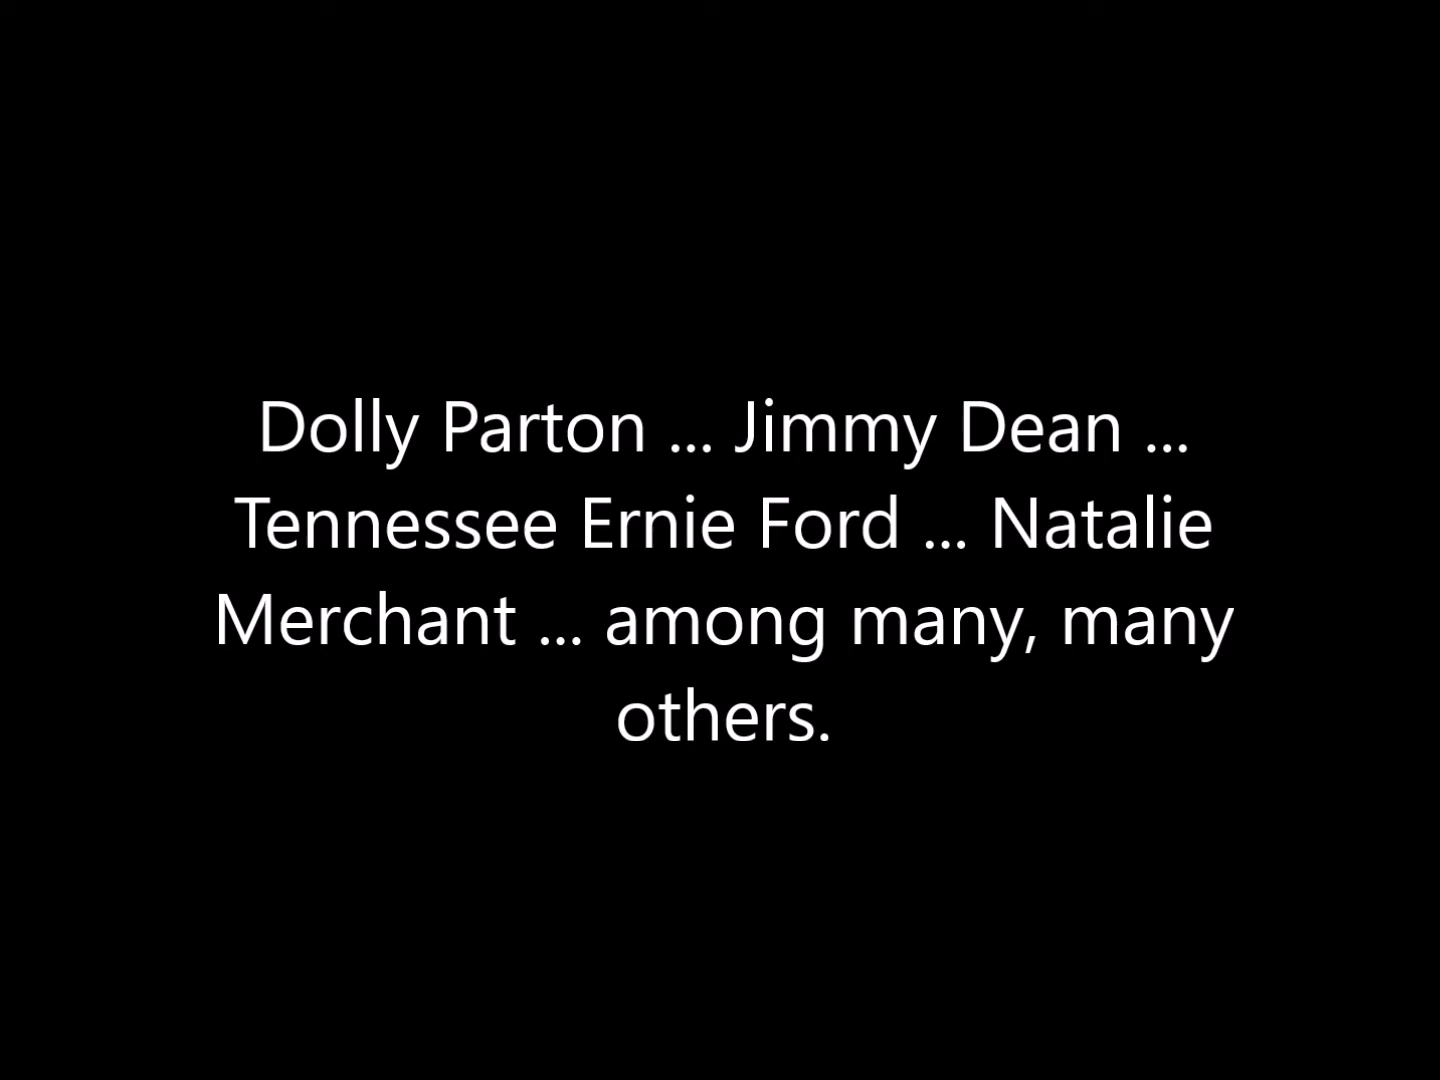 Dolly Parton ... Jimmy Dean ...
Tennessee Ernie Ford ... Natalie
Merchant ... among many, many
others.